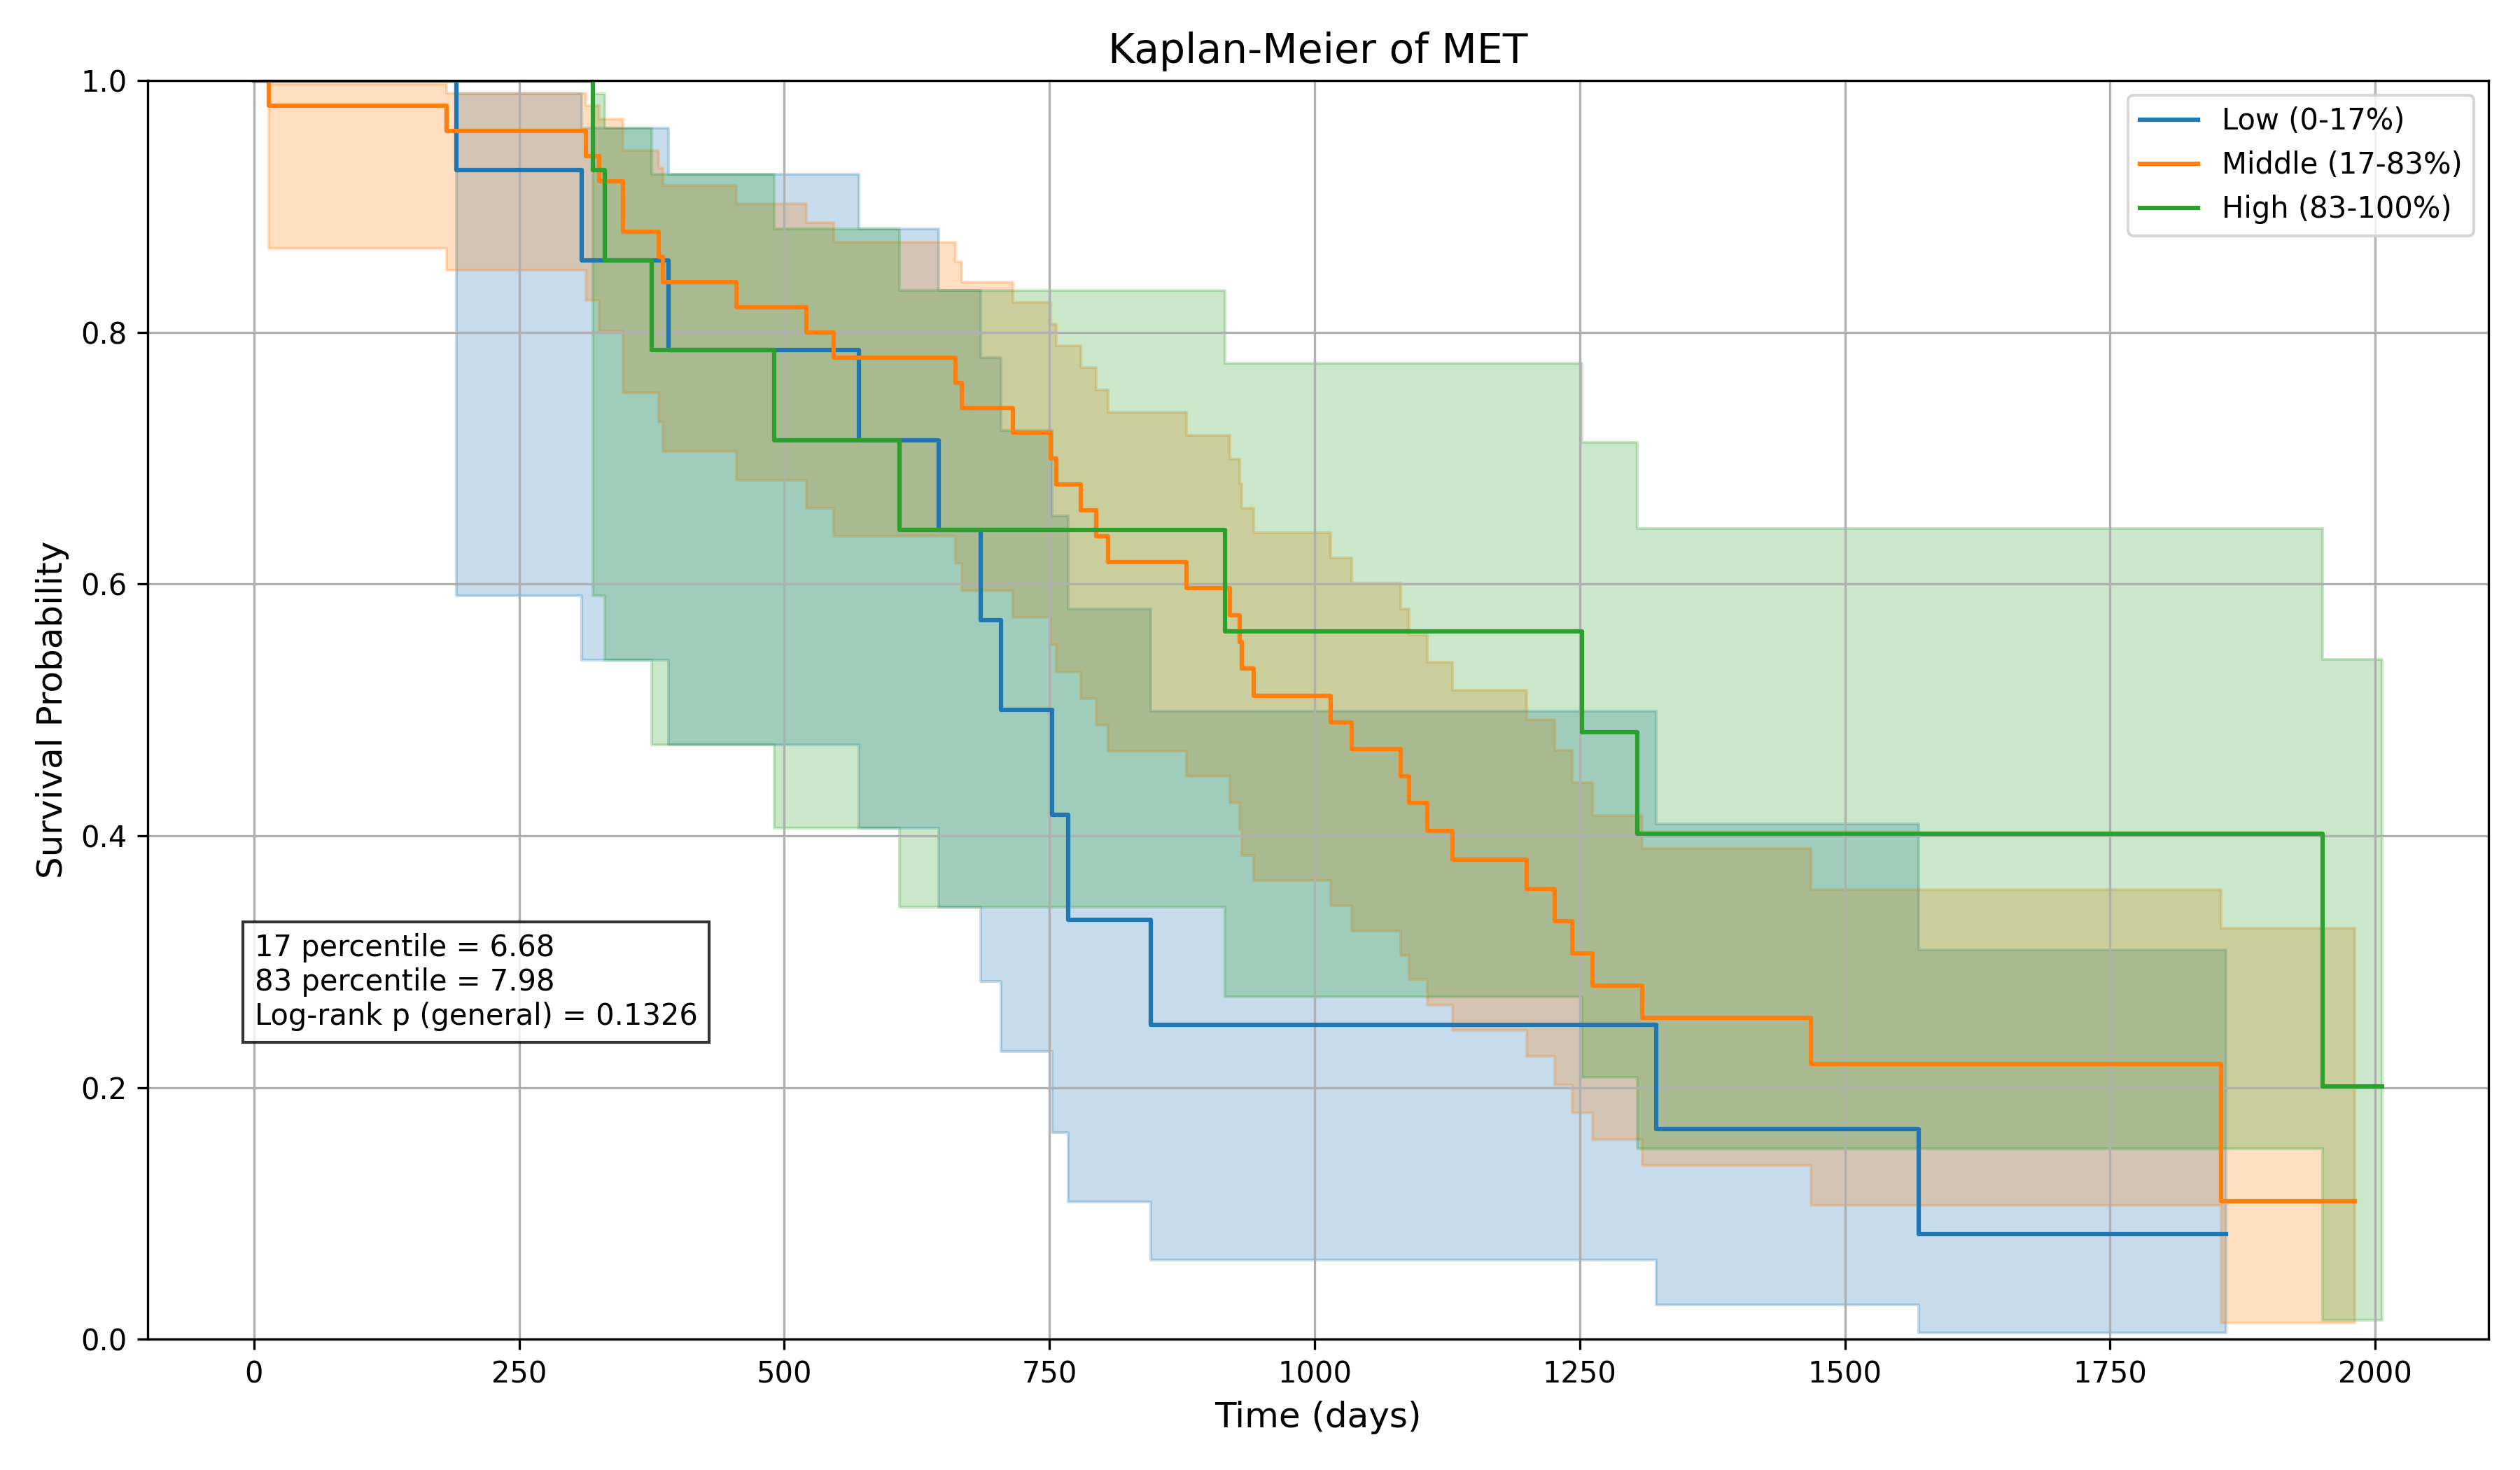 Kaplan-Meier of MET
1.0
0.8
0.6
0.4
0.2
0.0
Survival Probability
Low (0-17%)
Middle (17-83%)
High (83-100%)
17 percentile = 6.68
83 percentile = 7.98
Log-rank p (general) = 0.1326
0 250 500 750 1000 1250 1500 1750 2000
Time (days)